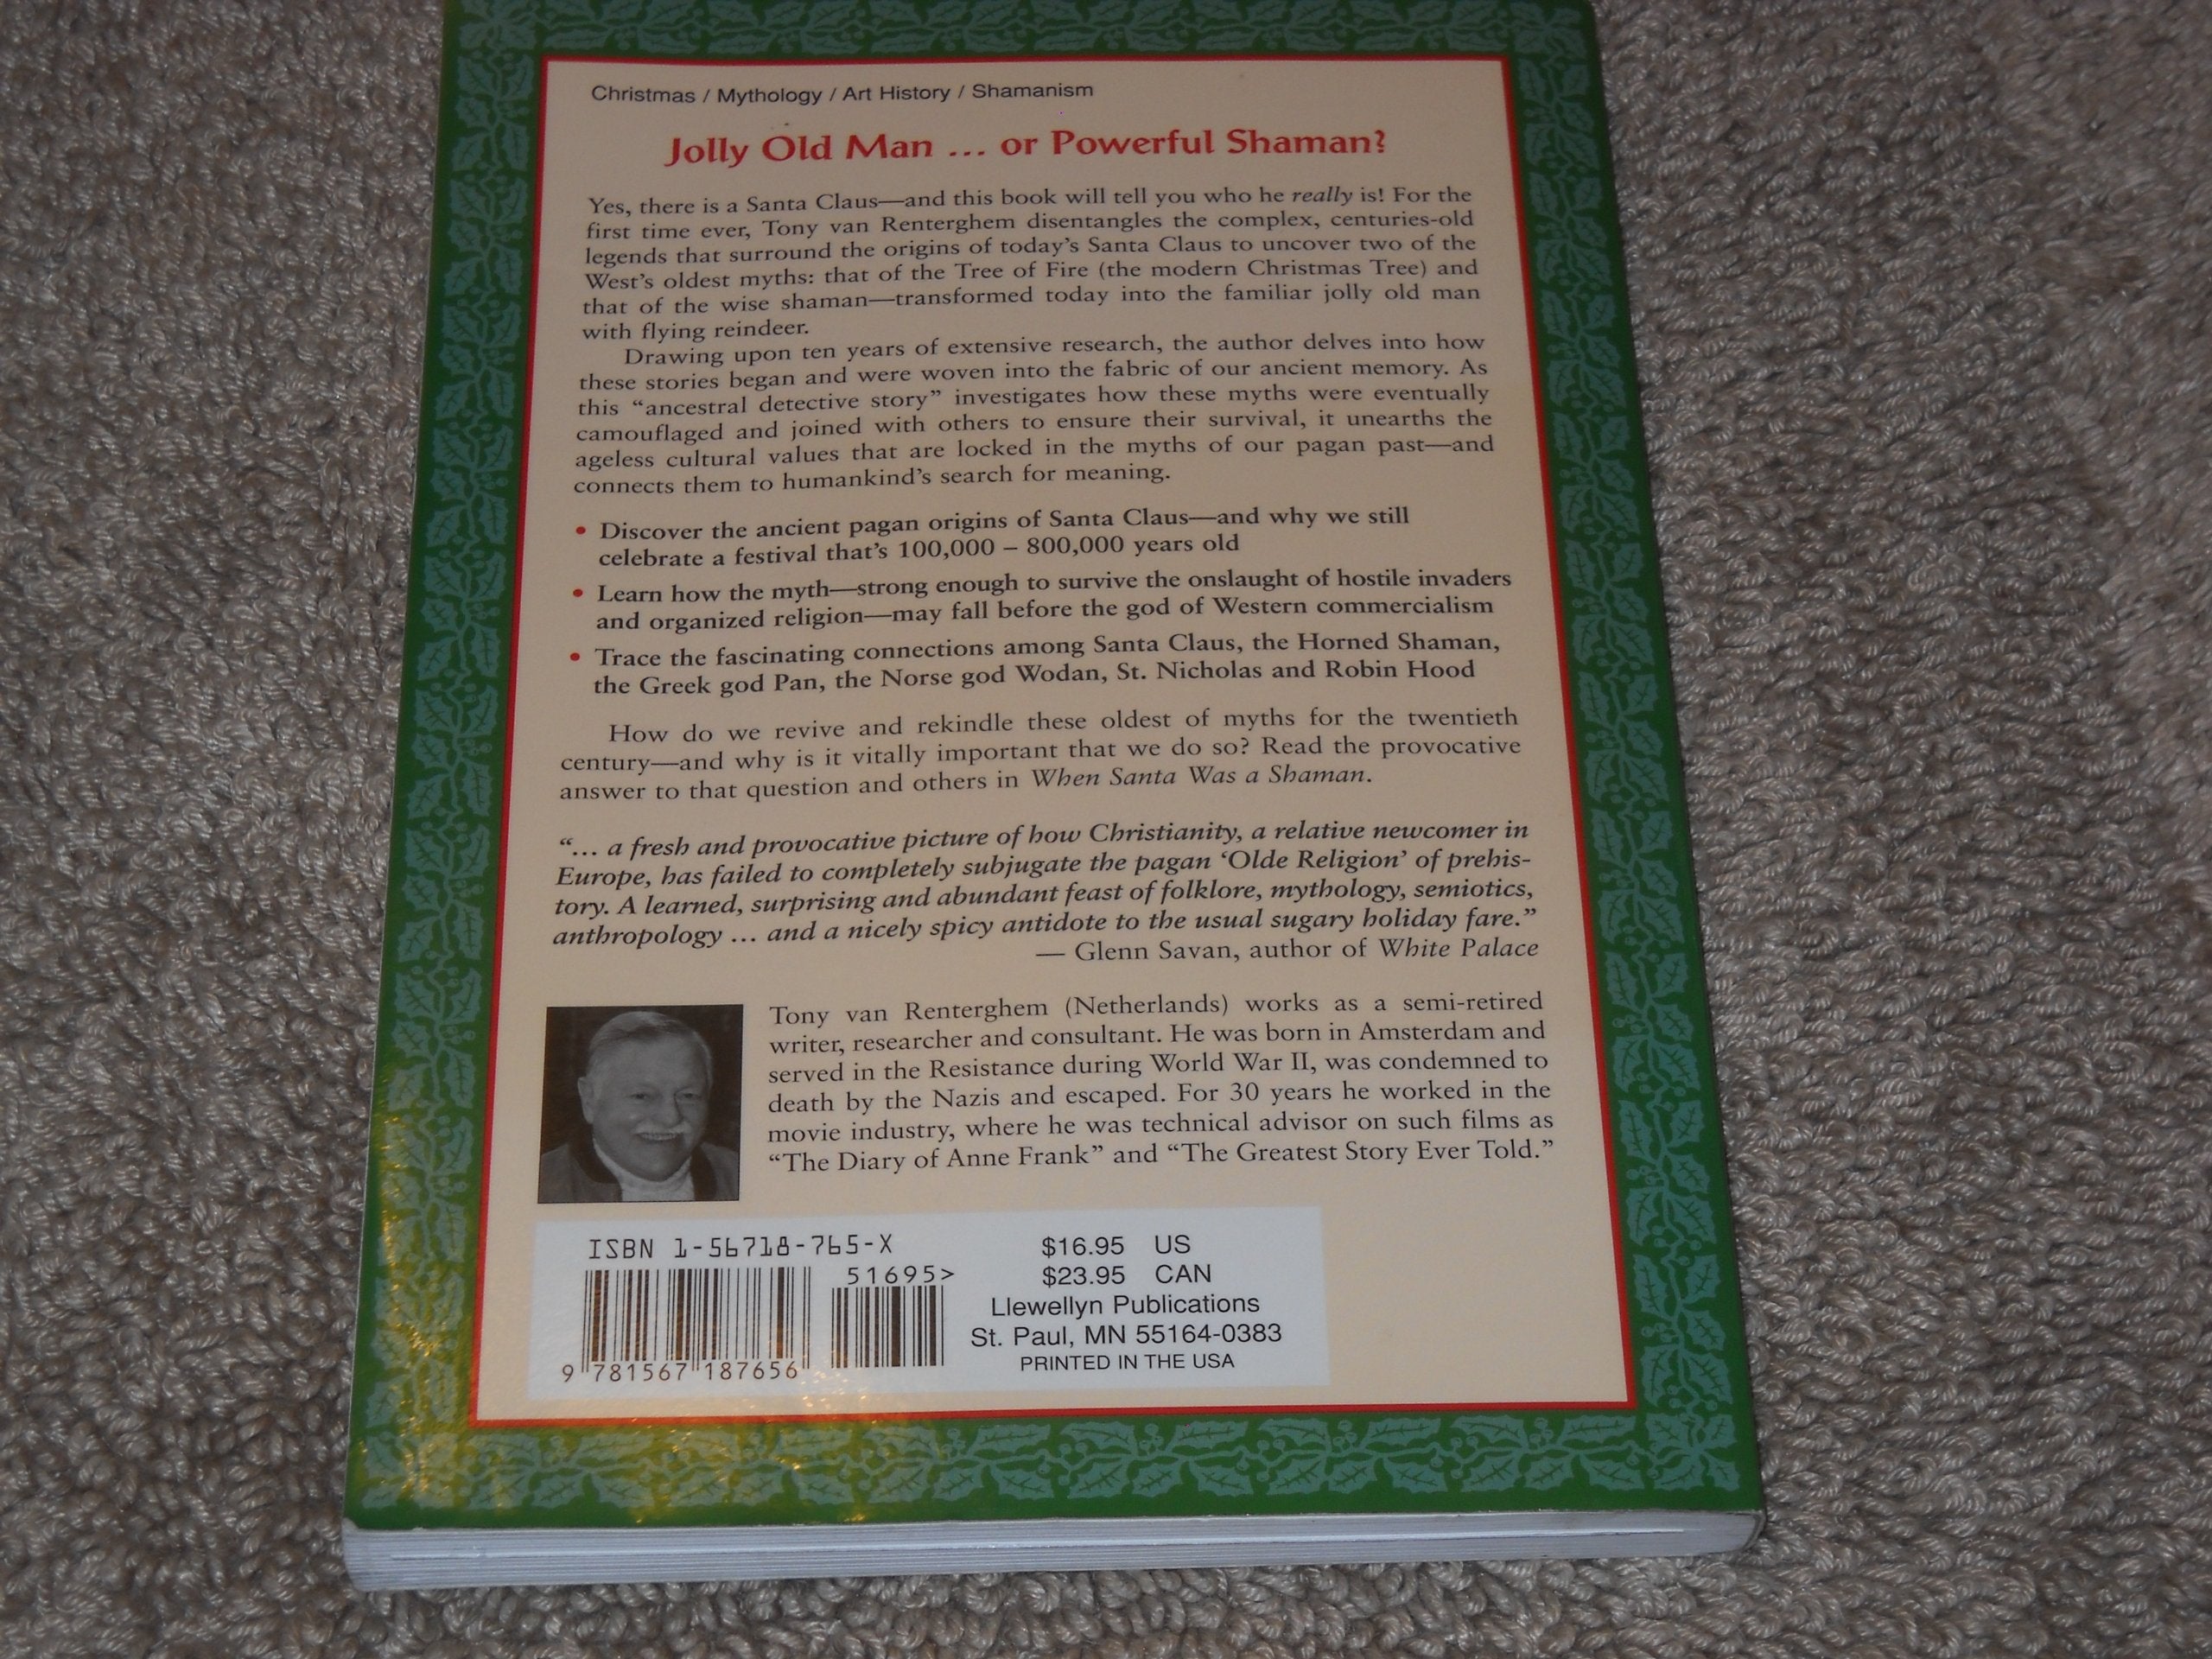 Christmas / Mythology / Art History / Shamanism
Jolly Old Man ... or Powerful Shaman?
Yes, there is a Santa Claus—and this book will tell you who he really is! For the
first time ever, Tony van Renterghem disentangles the complex, centuries-old
legends that surround the origins of today's Santa Claus to uncover two of the
West's oldest myths: that of the Tree of Fire (the modern Christmas Tree) and
that of the wise shaman—transformed today into the familiar jolly old man
with flying reindeer.
Drawing upon ten years of extensive research, the author delves into how
these stories began and were woven into the fabric of our ancient memory. As
this "ancestral detective story" investigates how these myths were eventually
camouflaged and joined with others to ensure their survival, it unearths the
ageless cultural values that are locked in the myths of our pagan past—and
connects them to humankind's search for meaning.
• Discover the ancient pagan origins of Santa Claus—and why we still
celebrate a festival that's 100,000 – 800,000 years old
• Learn how the myth—strong enough to survive the onslaught of hostile invaders
and organized religion—may fall before the god of Western commercialism
• Trace the fascinating connections among Santa Claus, the Horned Shaman,
the Greek god Pan, the Norse god Wodan, St. Nicholas and Robin Hood
How do we revive and rekindle these oldest of myths for the twentieth
century—and why is it vitally important that we do so? Read the provocative
answer to that question and others in When Santa Was a Shaman.
"... a fresh and provocative picture of how Christianity, a relative newcomer in
Europe, has failed to completely subjugate the pagan 'Olde Religion' of prehis-
tory. A learned, surprising and abundant feast of folklore, mythology, semiotics,
anthropology ... and a nicely spicy antidote to the usual sugary holiday fare."
— Glenn Savan, author of White Palace
Tony van Renterghem (Netherlands) works as a semi-retired
writer, researcher and consultant. He was born in Amsterdam and
served in the Resistance during World War II, was condemned to
death by the Nazis and escaped. For 30 years he worked in the
movie industry, where he was technical advisor on such films as
"The Diary of Anne Frank" and "The Greatest Story Ever Told."
ISBN 1-56718-765-X
51695>
9 781567 187656
$16.95 US
$23.95 CAN
Llewellyn Publications
St. Paul, MN 55164-0383
PRINTED IN THE USA